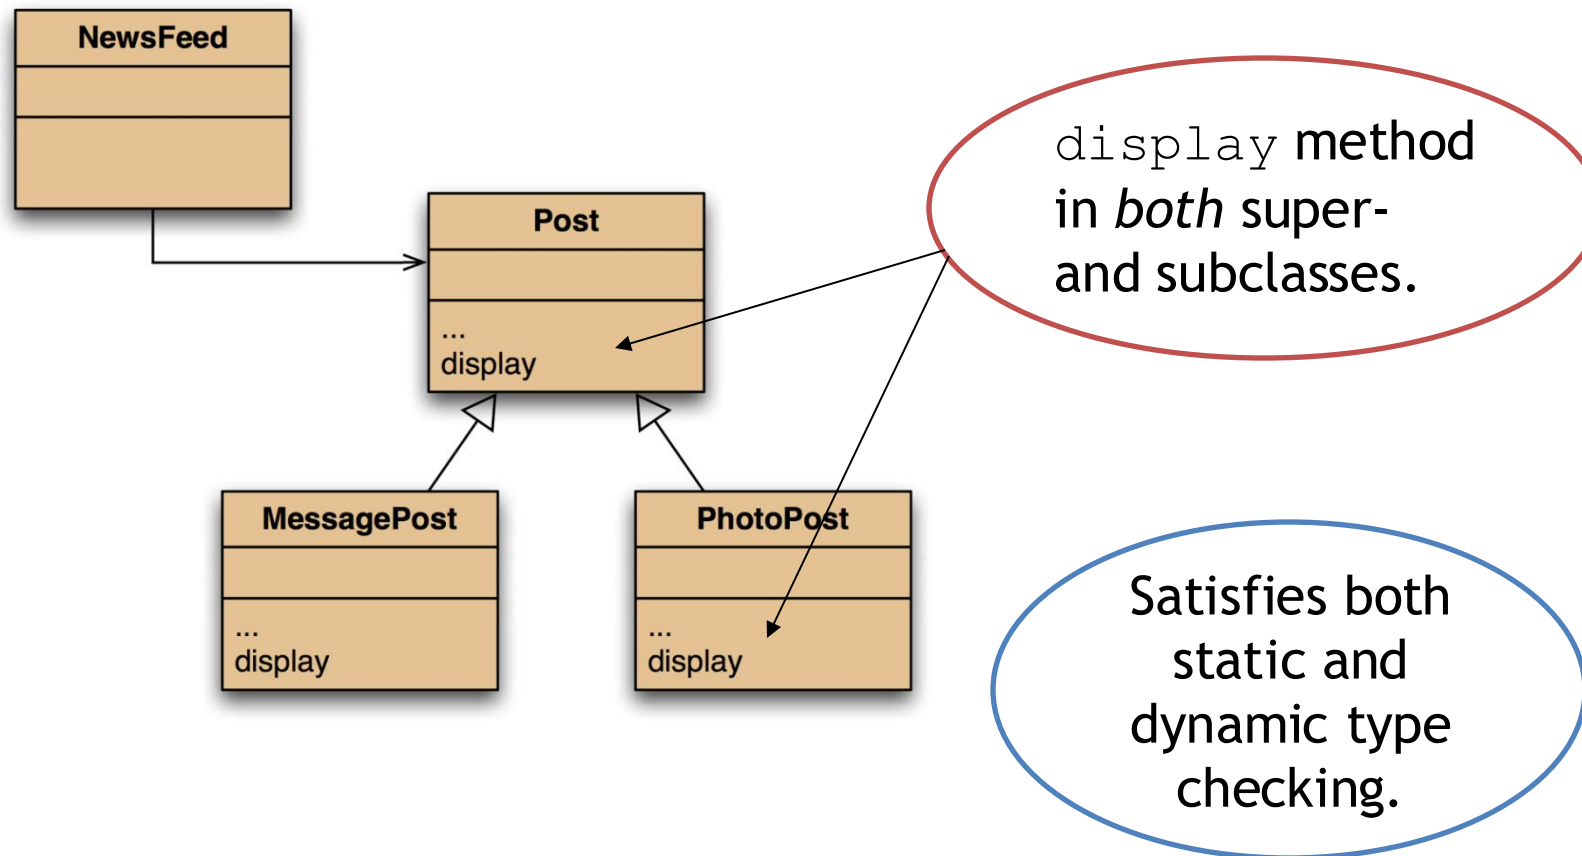 NewsFeed
Post
...
display
MessagePost
...
display
PhotoPost
...
display
display method
in both super-
and subclasses.
Satisfies both
static and
dynamic type
checking.